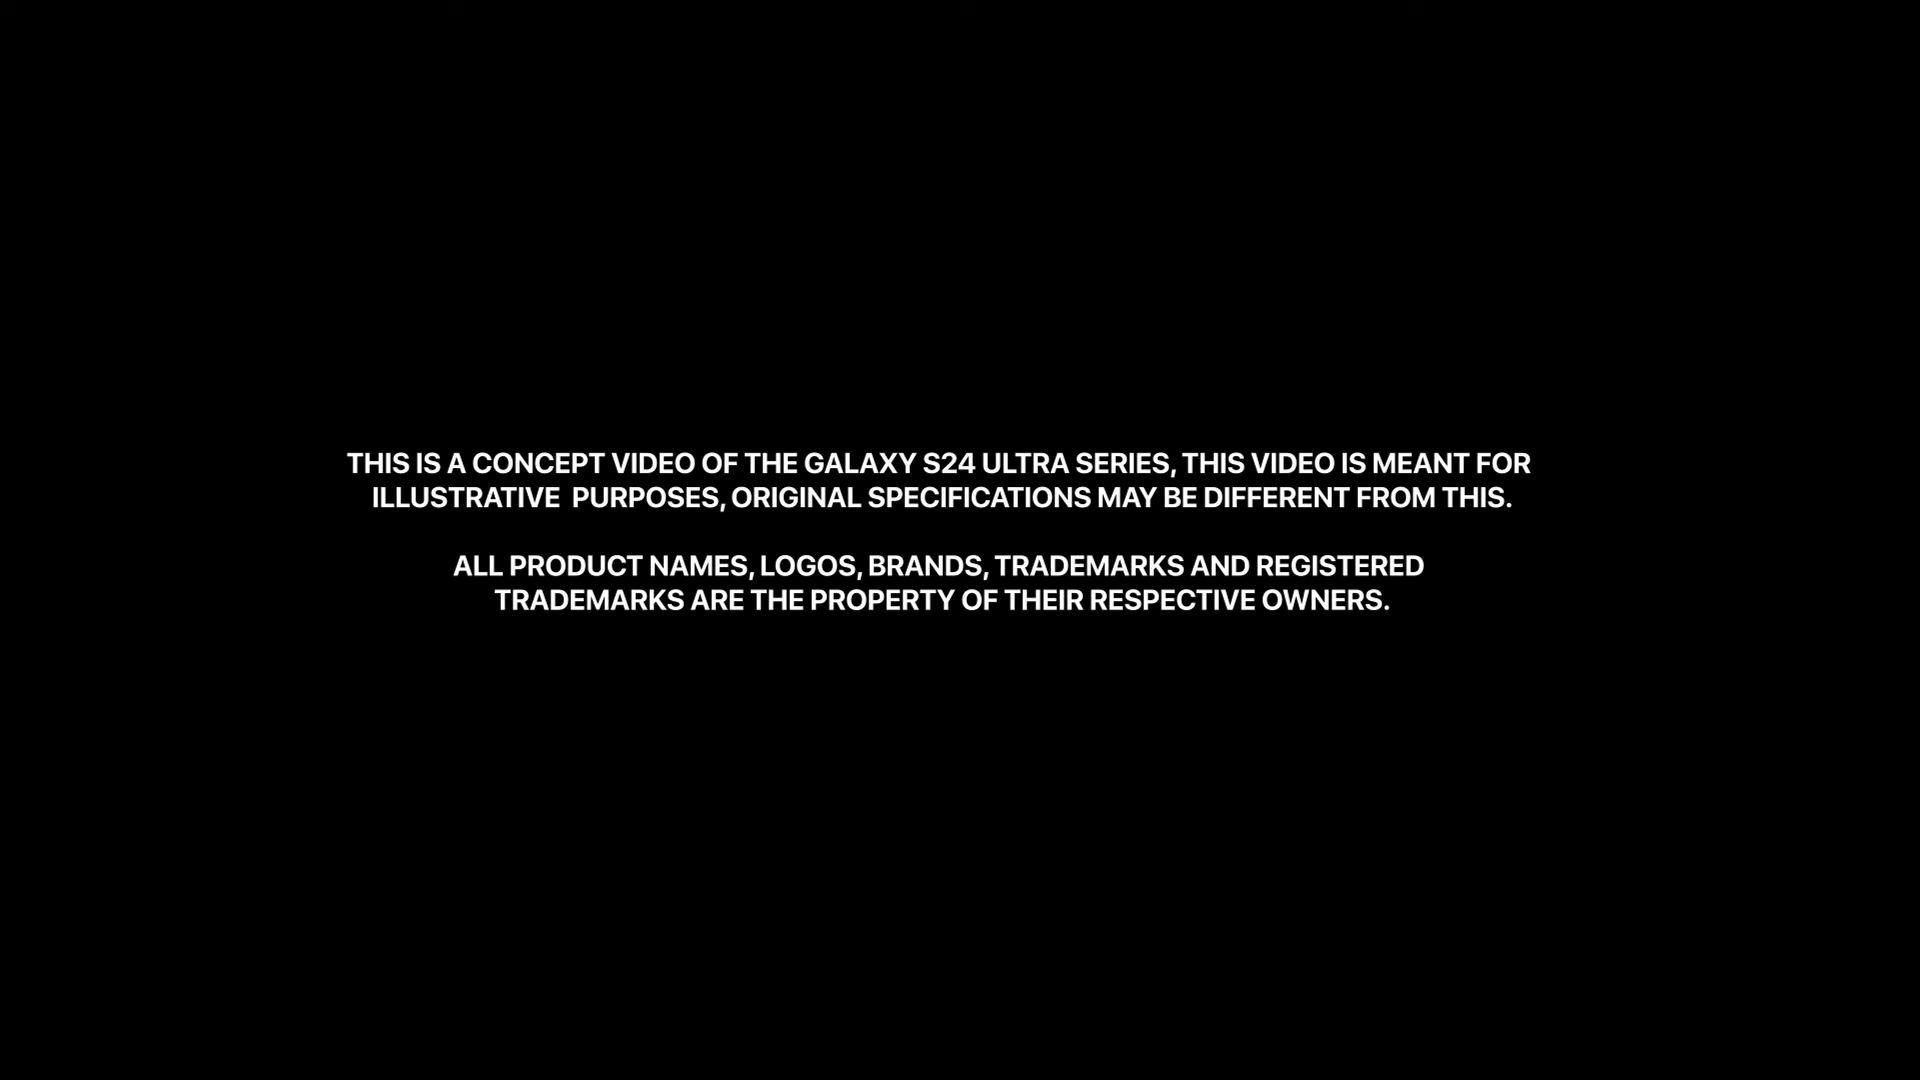 THIS IS A CONCEPT VIDEO OF THE GALAXY S24 ULTRA SERIES, THIS VIDEO IS MEANT FOR
ILLUSTRATIVE  PURPOSES, ORIGINAL SPECIFICATIONS MAY BE DIFFERENT FROM THIS.
ALL PRODUCT NAMES, LOGOS, BRANDS, TRADEMARKS AND REGISTERED
TRADEMARKS ARE THE PROPERTY OF THEIR RESPECTIVE OWNERS.